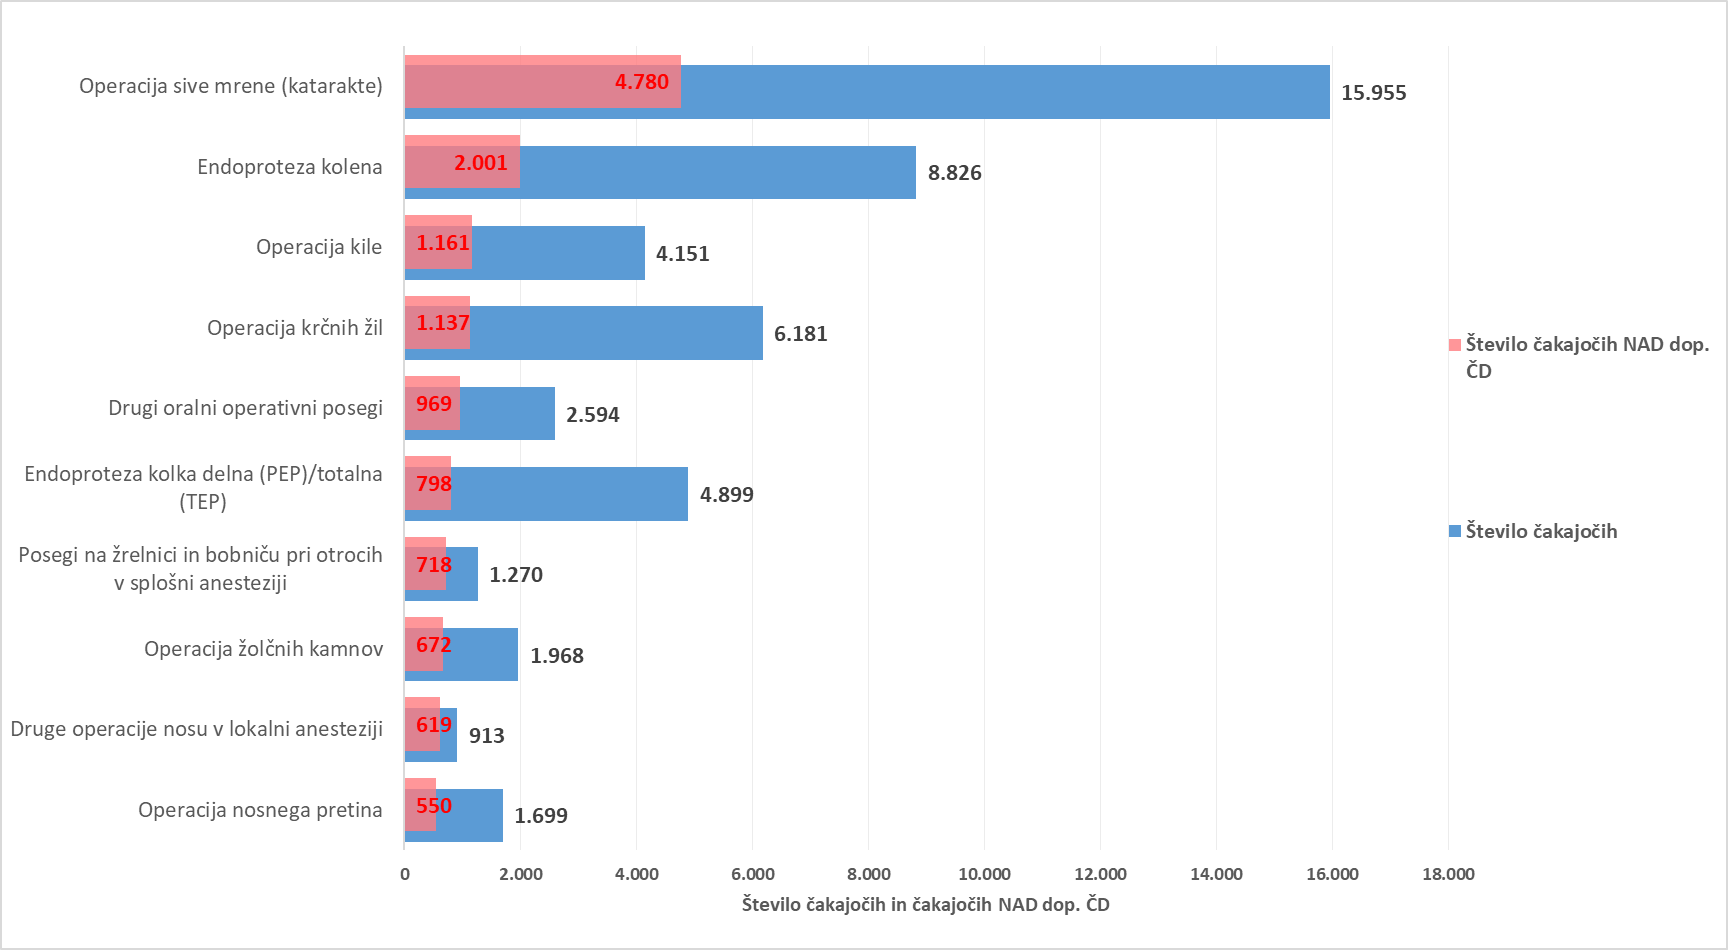 Operacija sive mrene (katarakte)
4.780
15.955
Endoproteza kolena
2.001
8.826
Operacija kile
1.161
4.151
Operacija krčnih žil
1.137
6.181
Drugi oralni operativni posegi
969
2.594
Endoproteza kolka delna (PEP)/totalna
(TEP)
798
4.899
Posegi na žrelnici in bobniču pri otrocih
v splošni anesteziji
718
1.270
Operacija žolčnih kamnov
672
1.968
Druge operacije nosu v lokalni anesteziji
619
913
Operacija nosnega pretina
550
1.699
0 2.000 4.000 6.000 8.000 10.000 12.000 14.000 16.000 18.000
Število čakajočih in čakajočih NAD dop. ČD
Število čakajočih NAD dop.
ČD
Število čakajočih